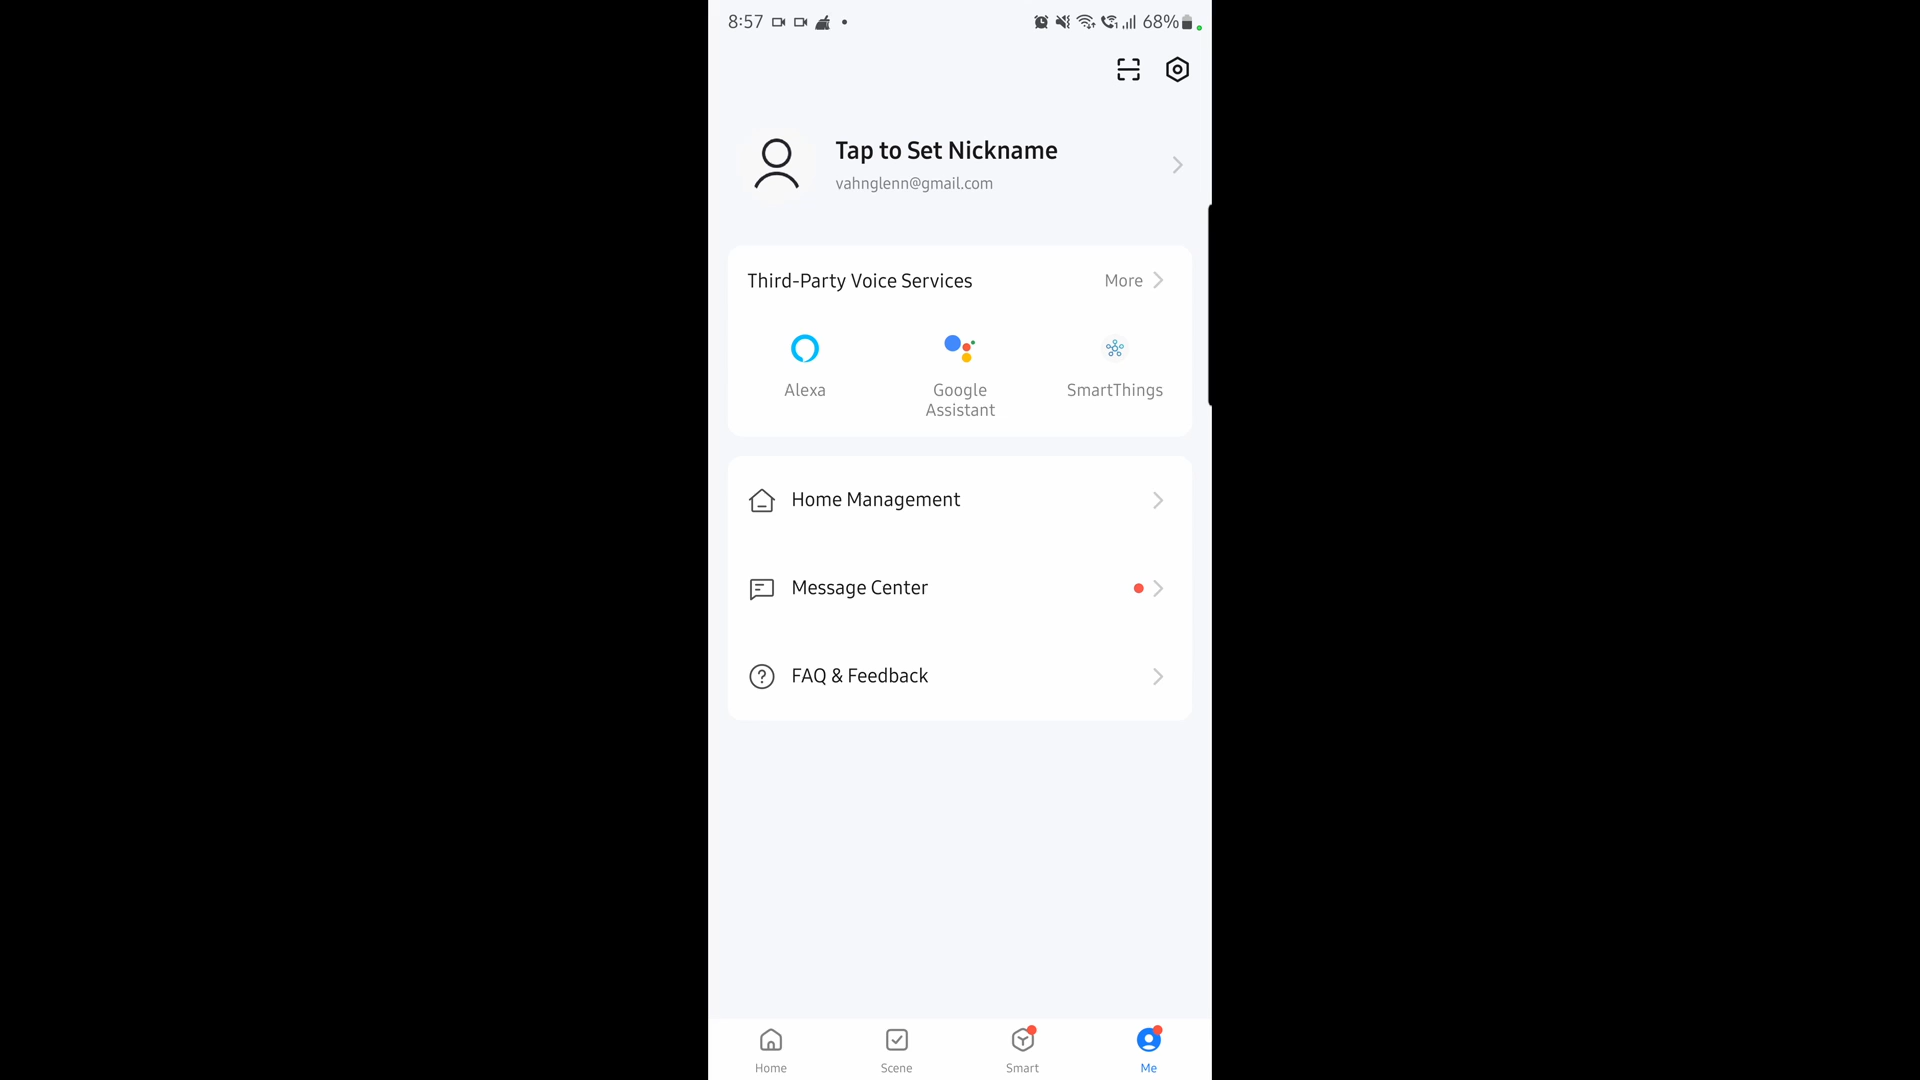 8:57
68%
Tap to Set Nickname
vahnglenn@gmail.com
Third-Party Voice Services
More
Alexa
Google
Assistant
SmartThings
Home Management
Message Center
FAQ & Feedback
Home
Scene
Smart
Me